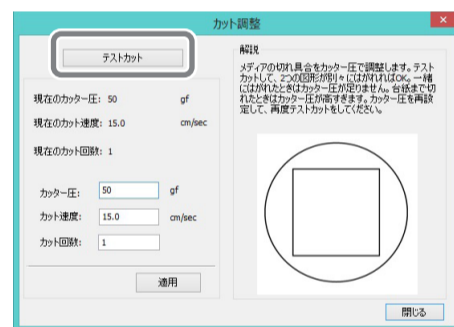 カット調整
テストカット
現在のカッター圧: 50 gf
現在のカット速度: 15.0 cm/sec
現在のカット回数: 1
カッター圧: 50 gf
カット速度: 15.0 cm/sec
カット回数: 1
適用
解説
メディアの切れ具合をカッター圧で調整します。テスト
カットして、2つの図形が別々にはがれればOK。一緒
にはがれたときはカッター圧が足りません。台紙まで切
れたときはカッター圧が高すぎます。カッター圧を再設
定して、再度テストカットをしてください。
閉じる